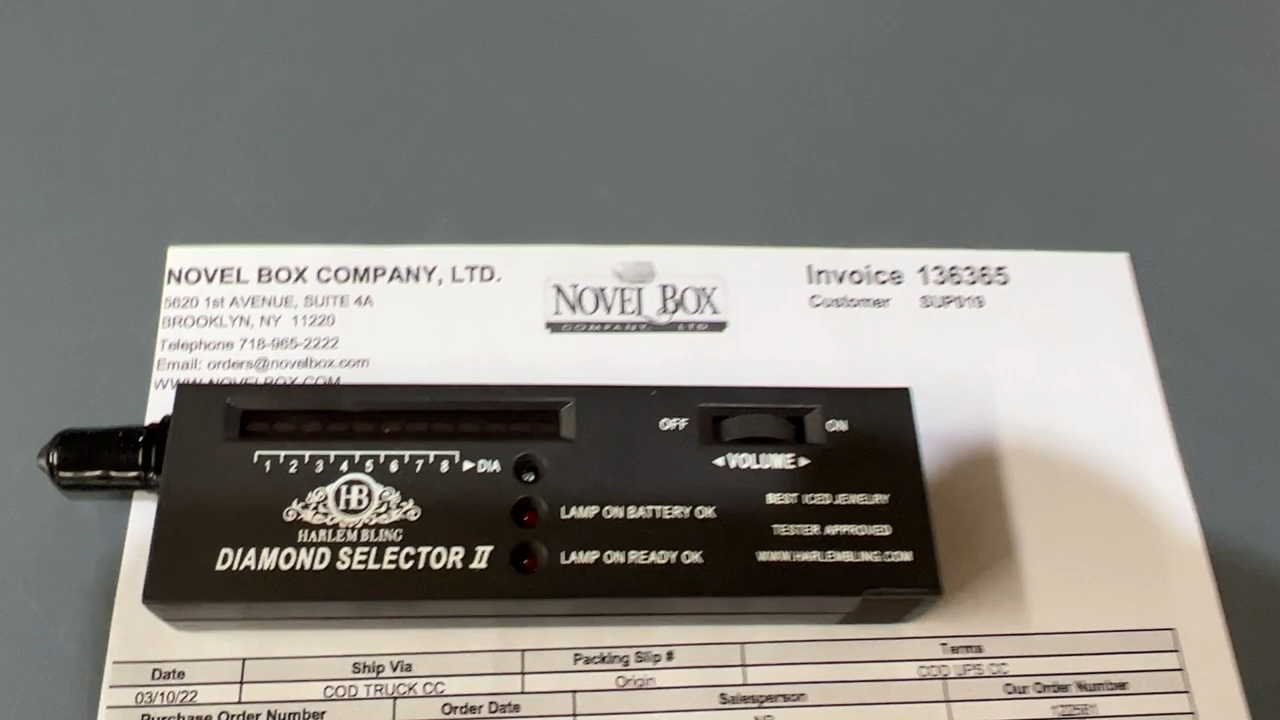 NOVEL BOX COMPANY, LTD.
5620 1st AVENUE, SUITE 4A
BROOKLYN, NY 11220
Telephone 718-965-2222
Email: orders@novelbox.com
WWW.NOVELBOX.COM
NOVEL BOX
COMPANY, LTD
Invoice 136365
Customer SUP019
OFF
ON
◄VOLUME►
1 2 3 4 5 6 7 8 ►DIA
HB
HARLEM BLING
DIAMOND SELECTOR II
LAMP ON BATTERY OK
LAMP ON READY OK
BEST ICED JEWELRY
TESTER APPROVED
WWW.HARLEMBLING.COM
Date Ship Via Packing Slip # Terms
03/10/22 COD TRUCK CC Origin COD UPS CC
Purchase Order Number Order Date Salesperson Our Order Number